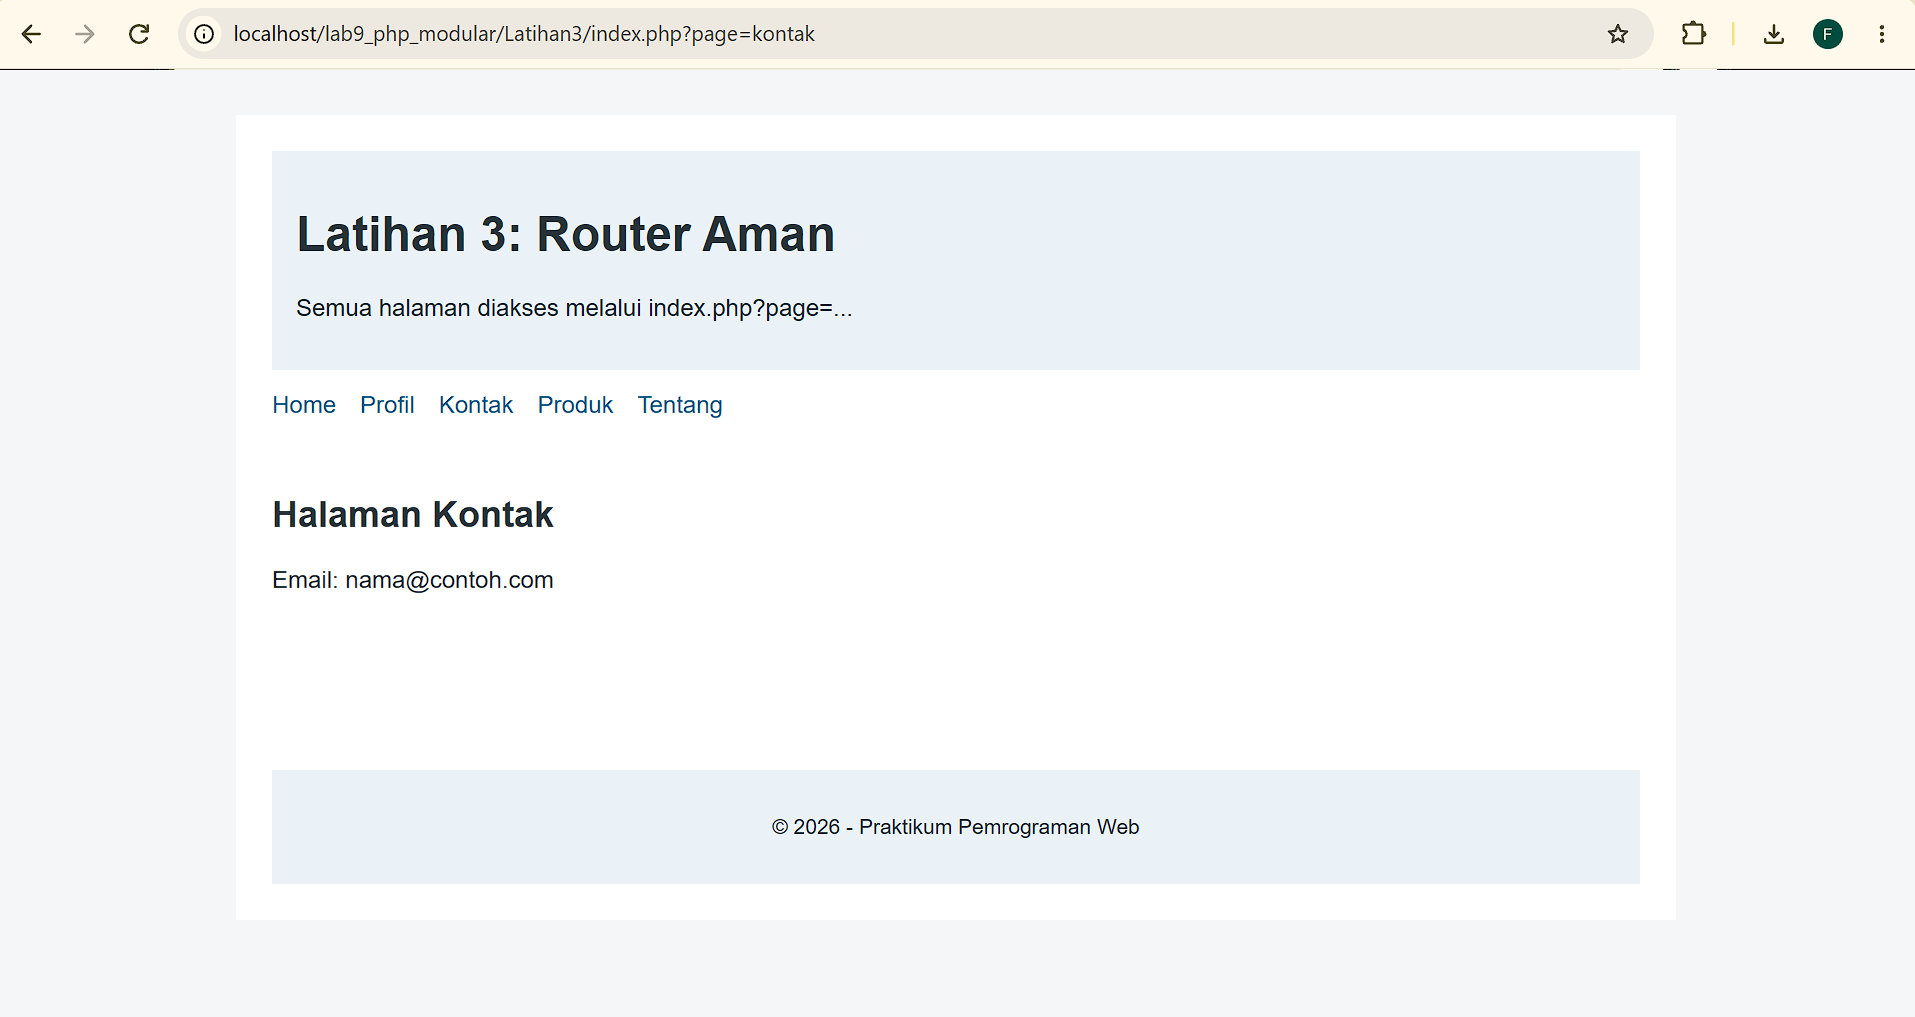 localhost/lab9_php_modular/Latihan3/index.php?page=kontak
F
Latihan 3: Router Aman
Semua halaman diakses melalui index.php?page=...
Home Profil Kontak Produk Tentang
Halaman Kontak
Email: nama@contoh.com
© 2026 - Praktikum Pemrograman Web